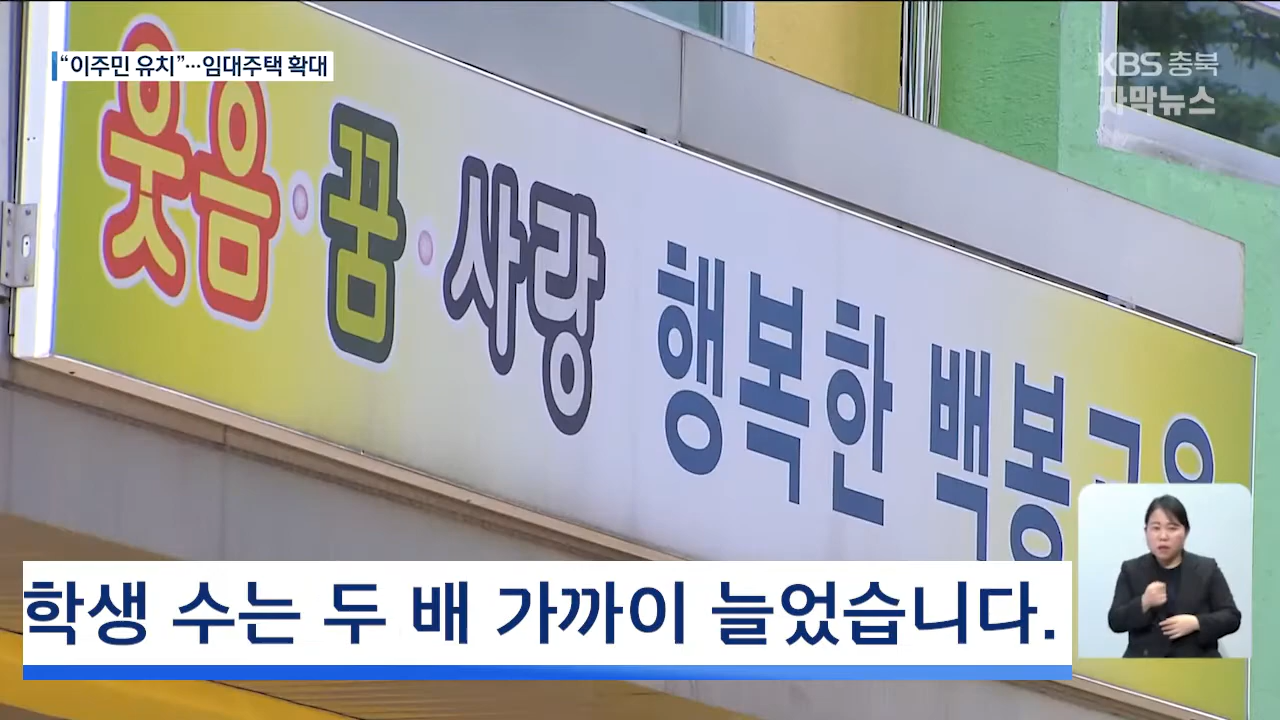 “이주민 유치”…임대주택 확대
KBS 충북
자막뉴스
웃음·꿈·사랑 행복한 백봉교육
학생 수는 두 배 가까이 늘었습니다.